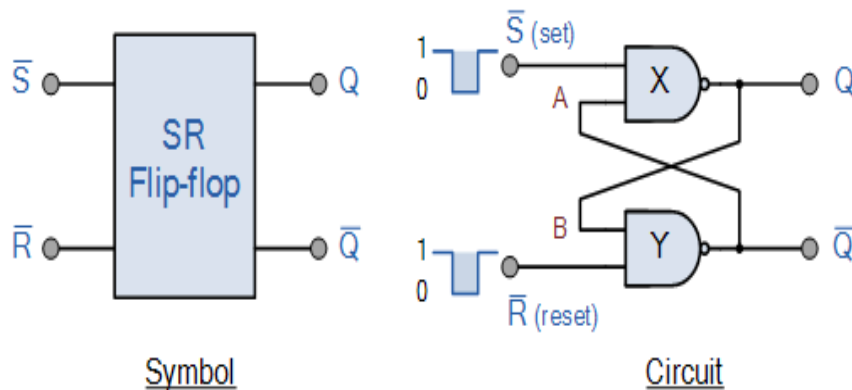 S̅
R̅
SR
Flip-flop
Q
Q̅
Symbol
1
0
S̅ (set)
A
X
Q
B
Y
Q̅
1
0
R̅ (reset)
Circuit